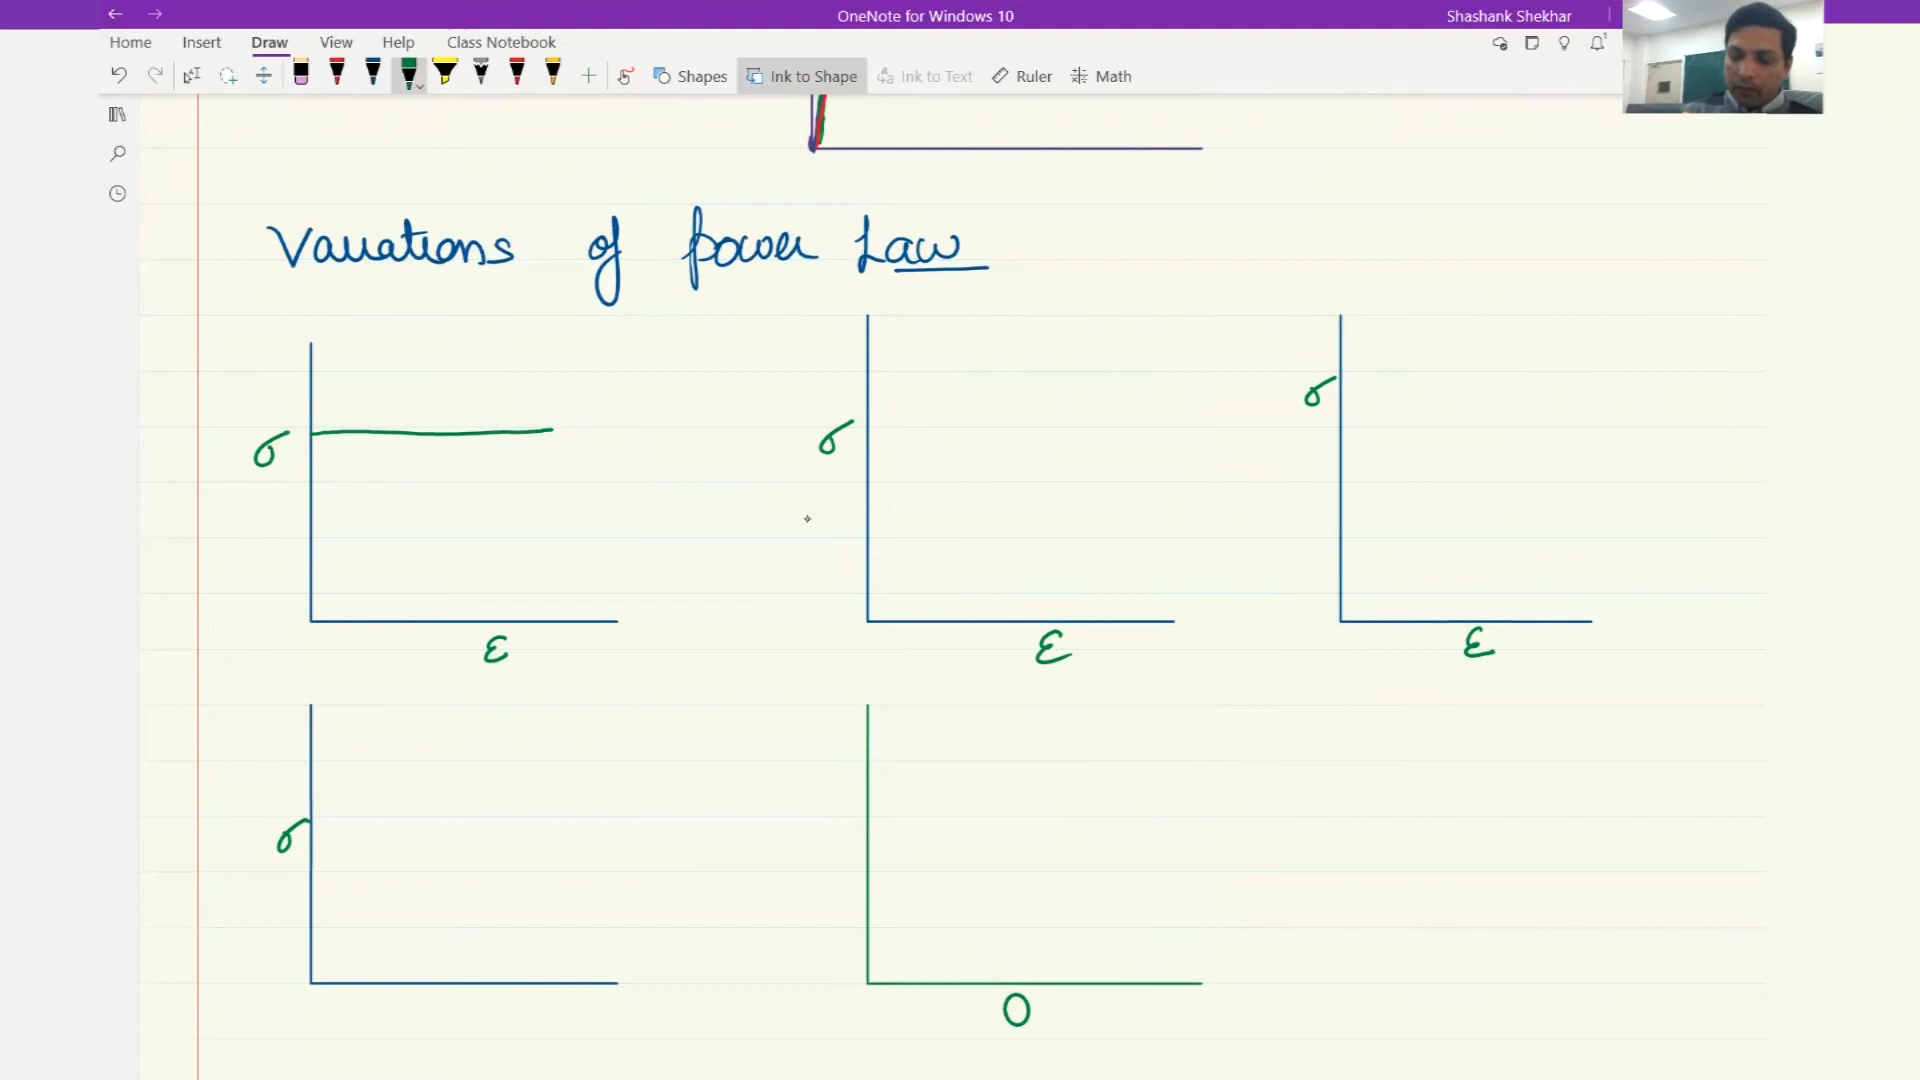 OneNote for Windows 10
Shashank Shekhar
Home Insert Draw View Help Class Notebook
Shapes Ink to Shape Ink to Text Ruler Math
Variations of power Law
σ σ σ
ε ε ε
σ
O